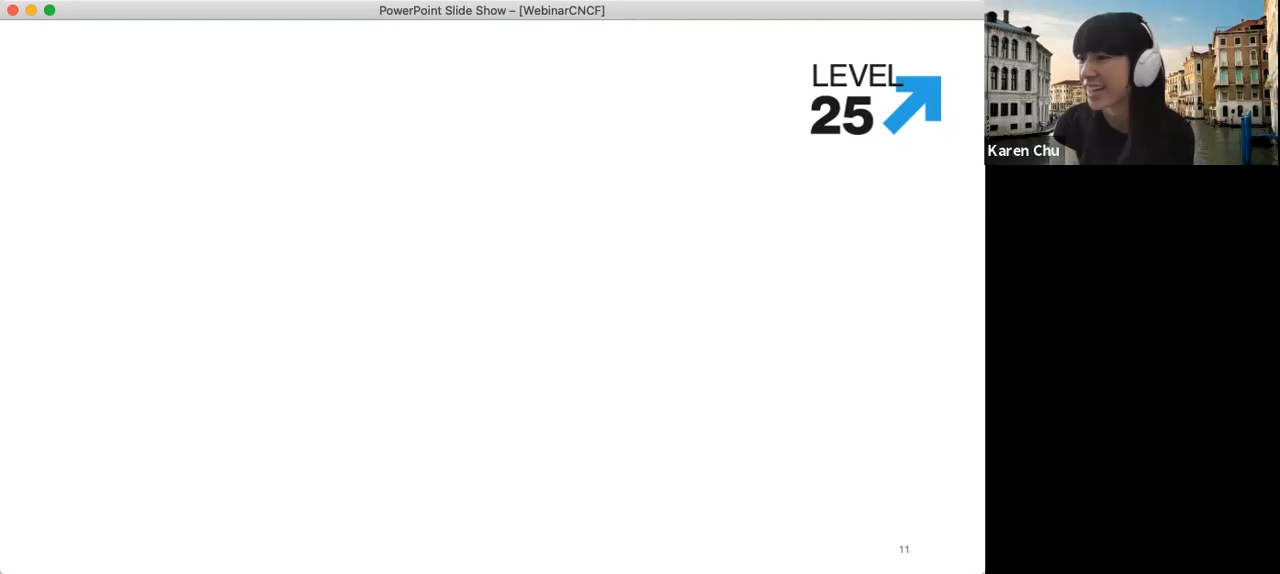 PowerPoint Slide Show – [WebinarCNCF]
LEVEL
25
Karen Chu
11